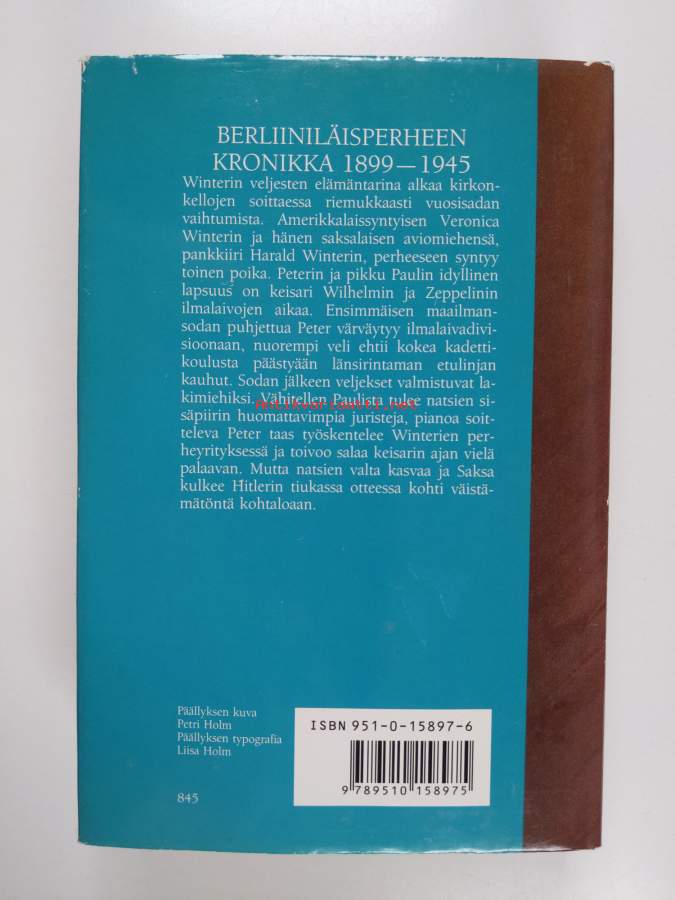 BERLIINILÄISPERHEEN
KRONIKKA 1899—1945
Winterin veljesten elämäntarina alkaa kirkon-
kellojen soittaessa riemukkaasti vuosisadan
vaihtumista. Amerikkalaissyntyisen Veronica
Winterin ja hänen saksalaisen aviomiehensä,
pankkiiri Harald Winterin, perheeseen syntyy
toinen poika. Peterin ja pikku Paulin idyllinen
lapsuus on keisari Wilhelmin ja Zeppelinin
ilmalaivojen aikaa. Ensimmäisen maailman-
sodan puhjettua Peter värväytyy ilmalaivadivi-
sioonaan, nuorempi veli ehtii kokea kadetti-
koulusta päästyään länsirintaman etulinjan
kauhut. Sodan jälkeen veljekset valmistuvat la-
kimiehiksi. Vähitellen Paulista tulee natsien si-
antikvariaatti.net
säpiirin huomattavimpia juristeja, pianoa soit-
televa Peter taas työskentelee Winterien per-
heyrityksessä ja toivoo salaa keisarin ajan vielä
palaavan. Mutta natsien valta kasvaa ja Saksa
kulkee Hitlerin tiukassa otteessa kohti väistä-
mätöntä kohtaloaan.
Päällyksen kuva
Petri Holm
Päällyksen typografia
Liisa Holm
845
ISBN 951-0-15897-6
9 789510 158975